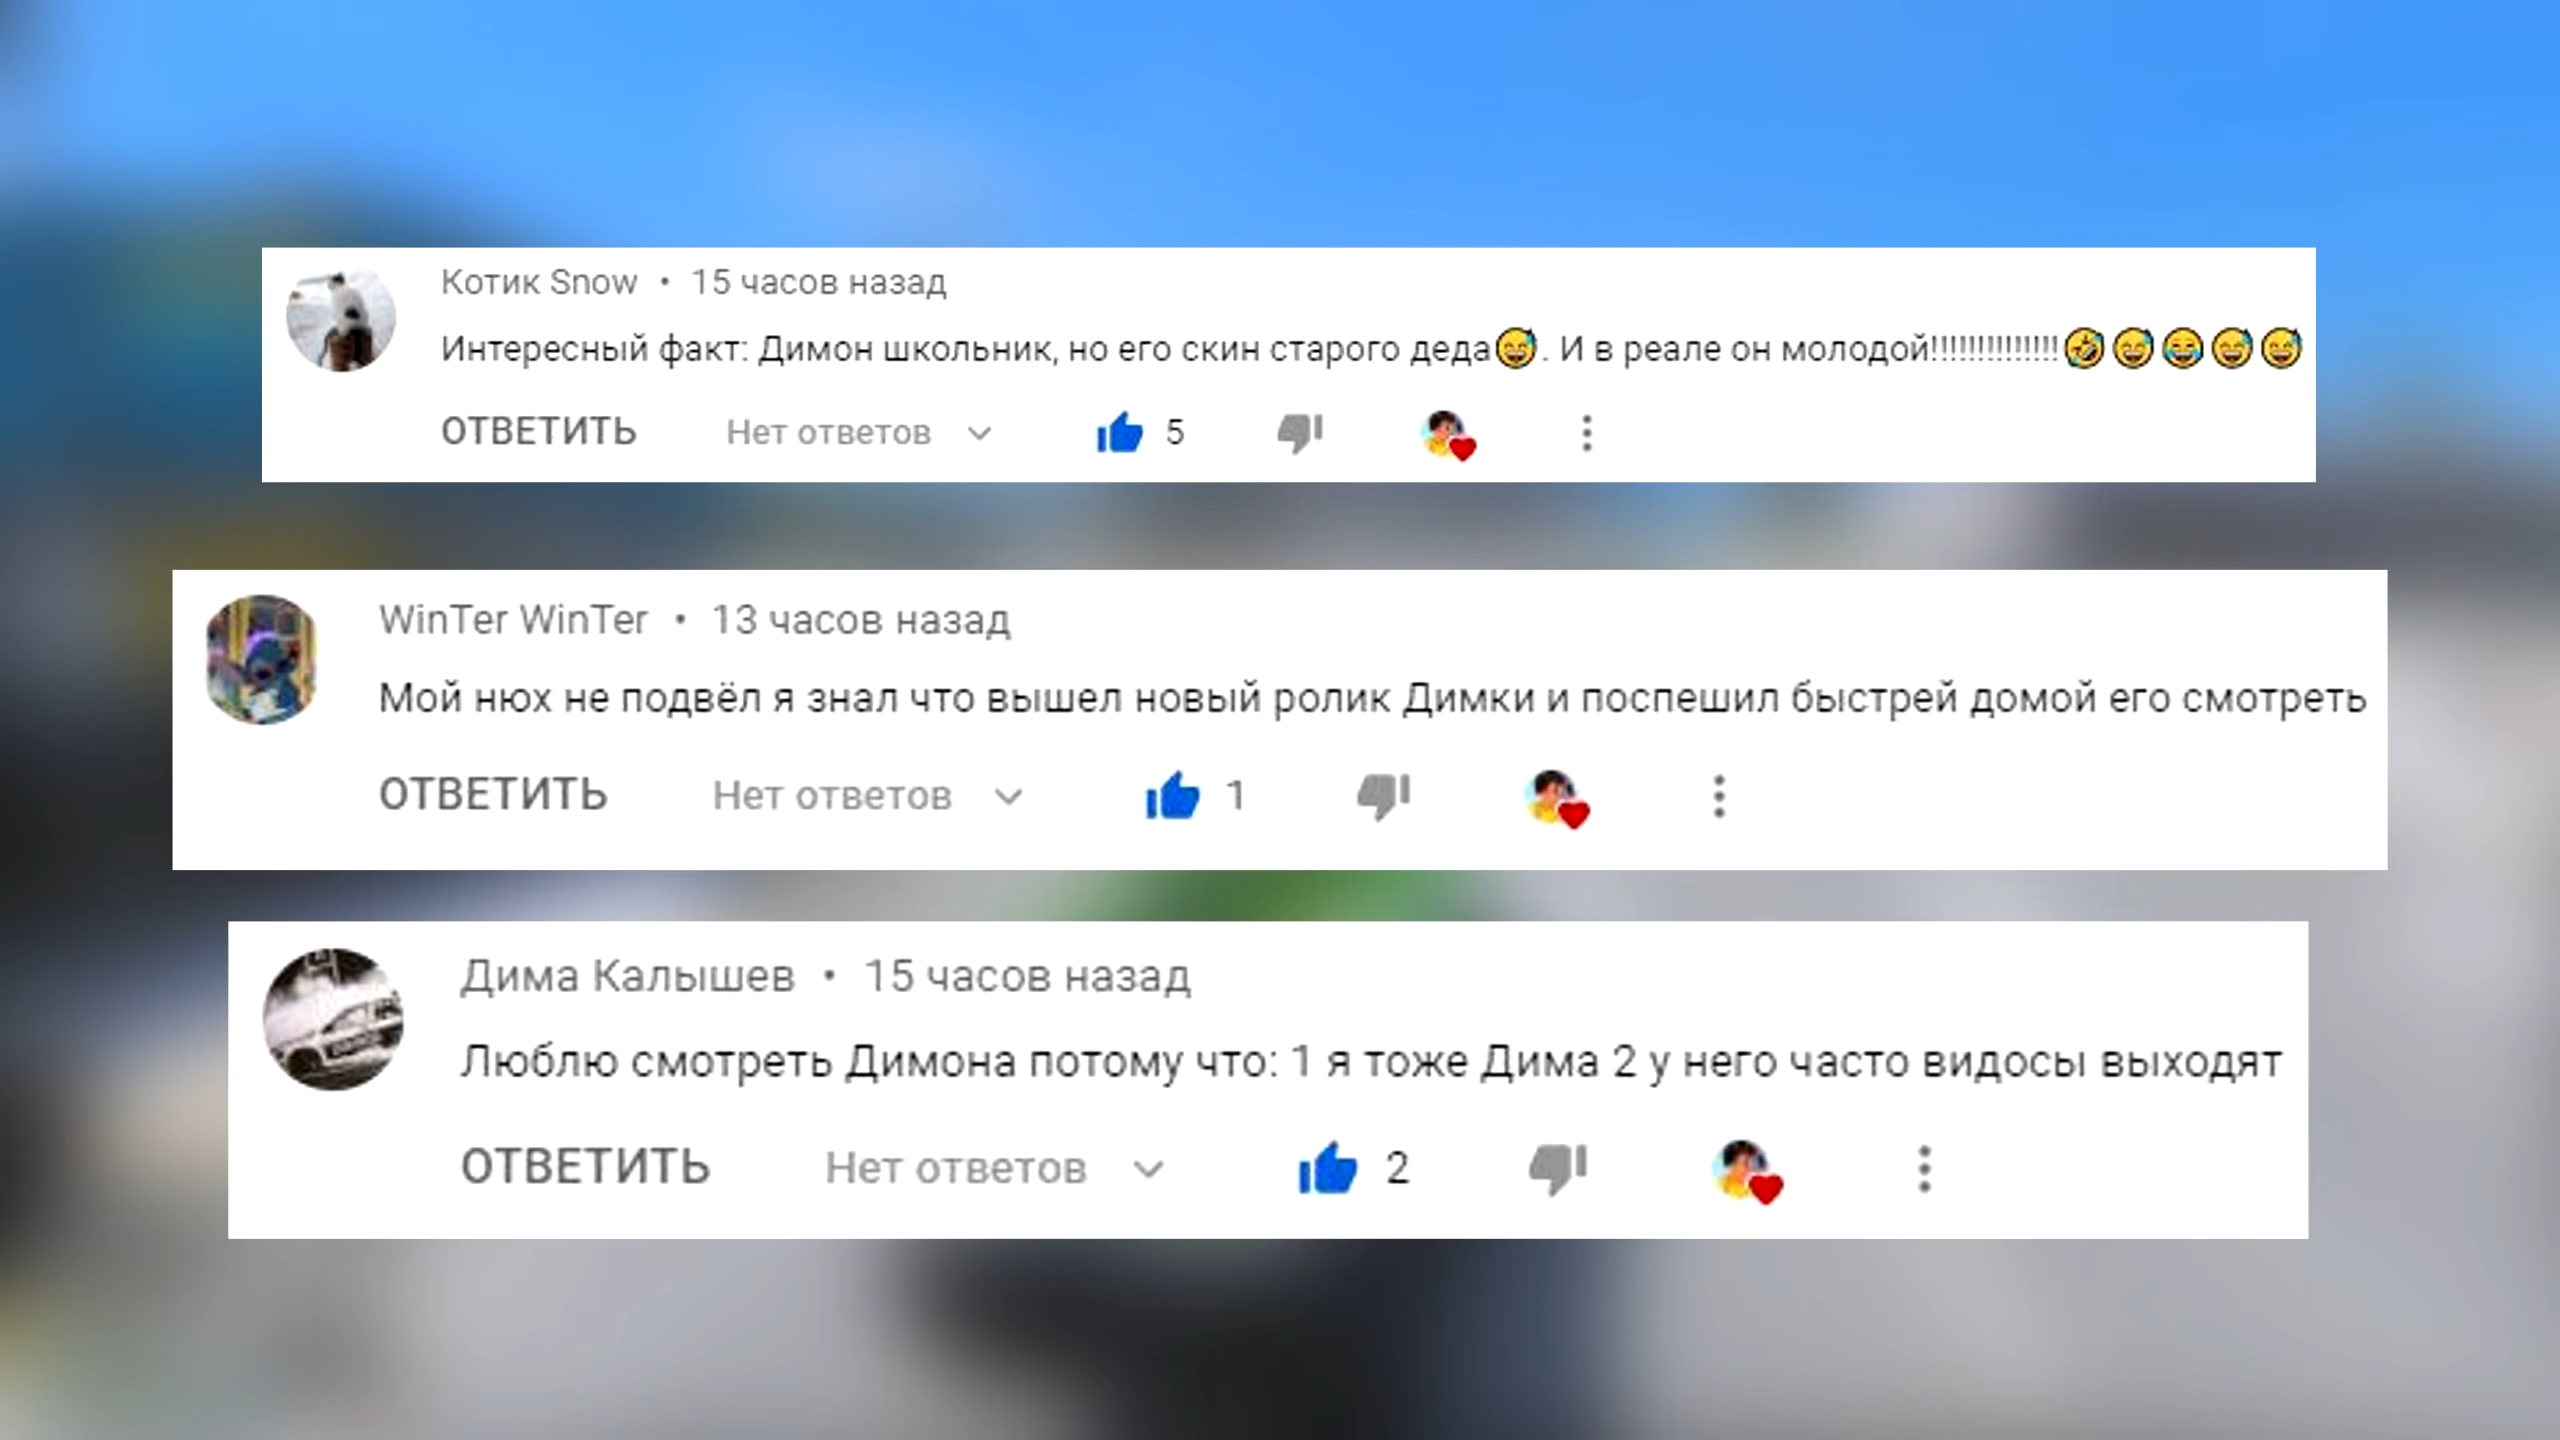 Котик Snow • 15 часов назад
Интересный факт: Димон школьник, но его скин старого деда😅. И в реале он молодой!!!!!!!!!!!!!!!🤣😅😂😅😅
ОТВЕТИТЬ Нет ответов 5
WinTer WinTer • 13 часов назад
Мой нюх не подвёл я знал что вышел новый ролик Димки и поспешил быстрей домой его смотреть
ОТВЕТИТЬ Нет ответов 1
Дима Калышев • 15 часов назад
Люблю смотреть Димона потому что: 1 я тоже Дима 2 у него часто видосы выходят
ОТВЕТИТЬ Нет ответов 2